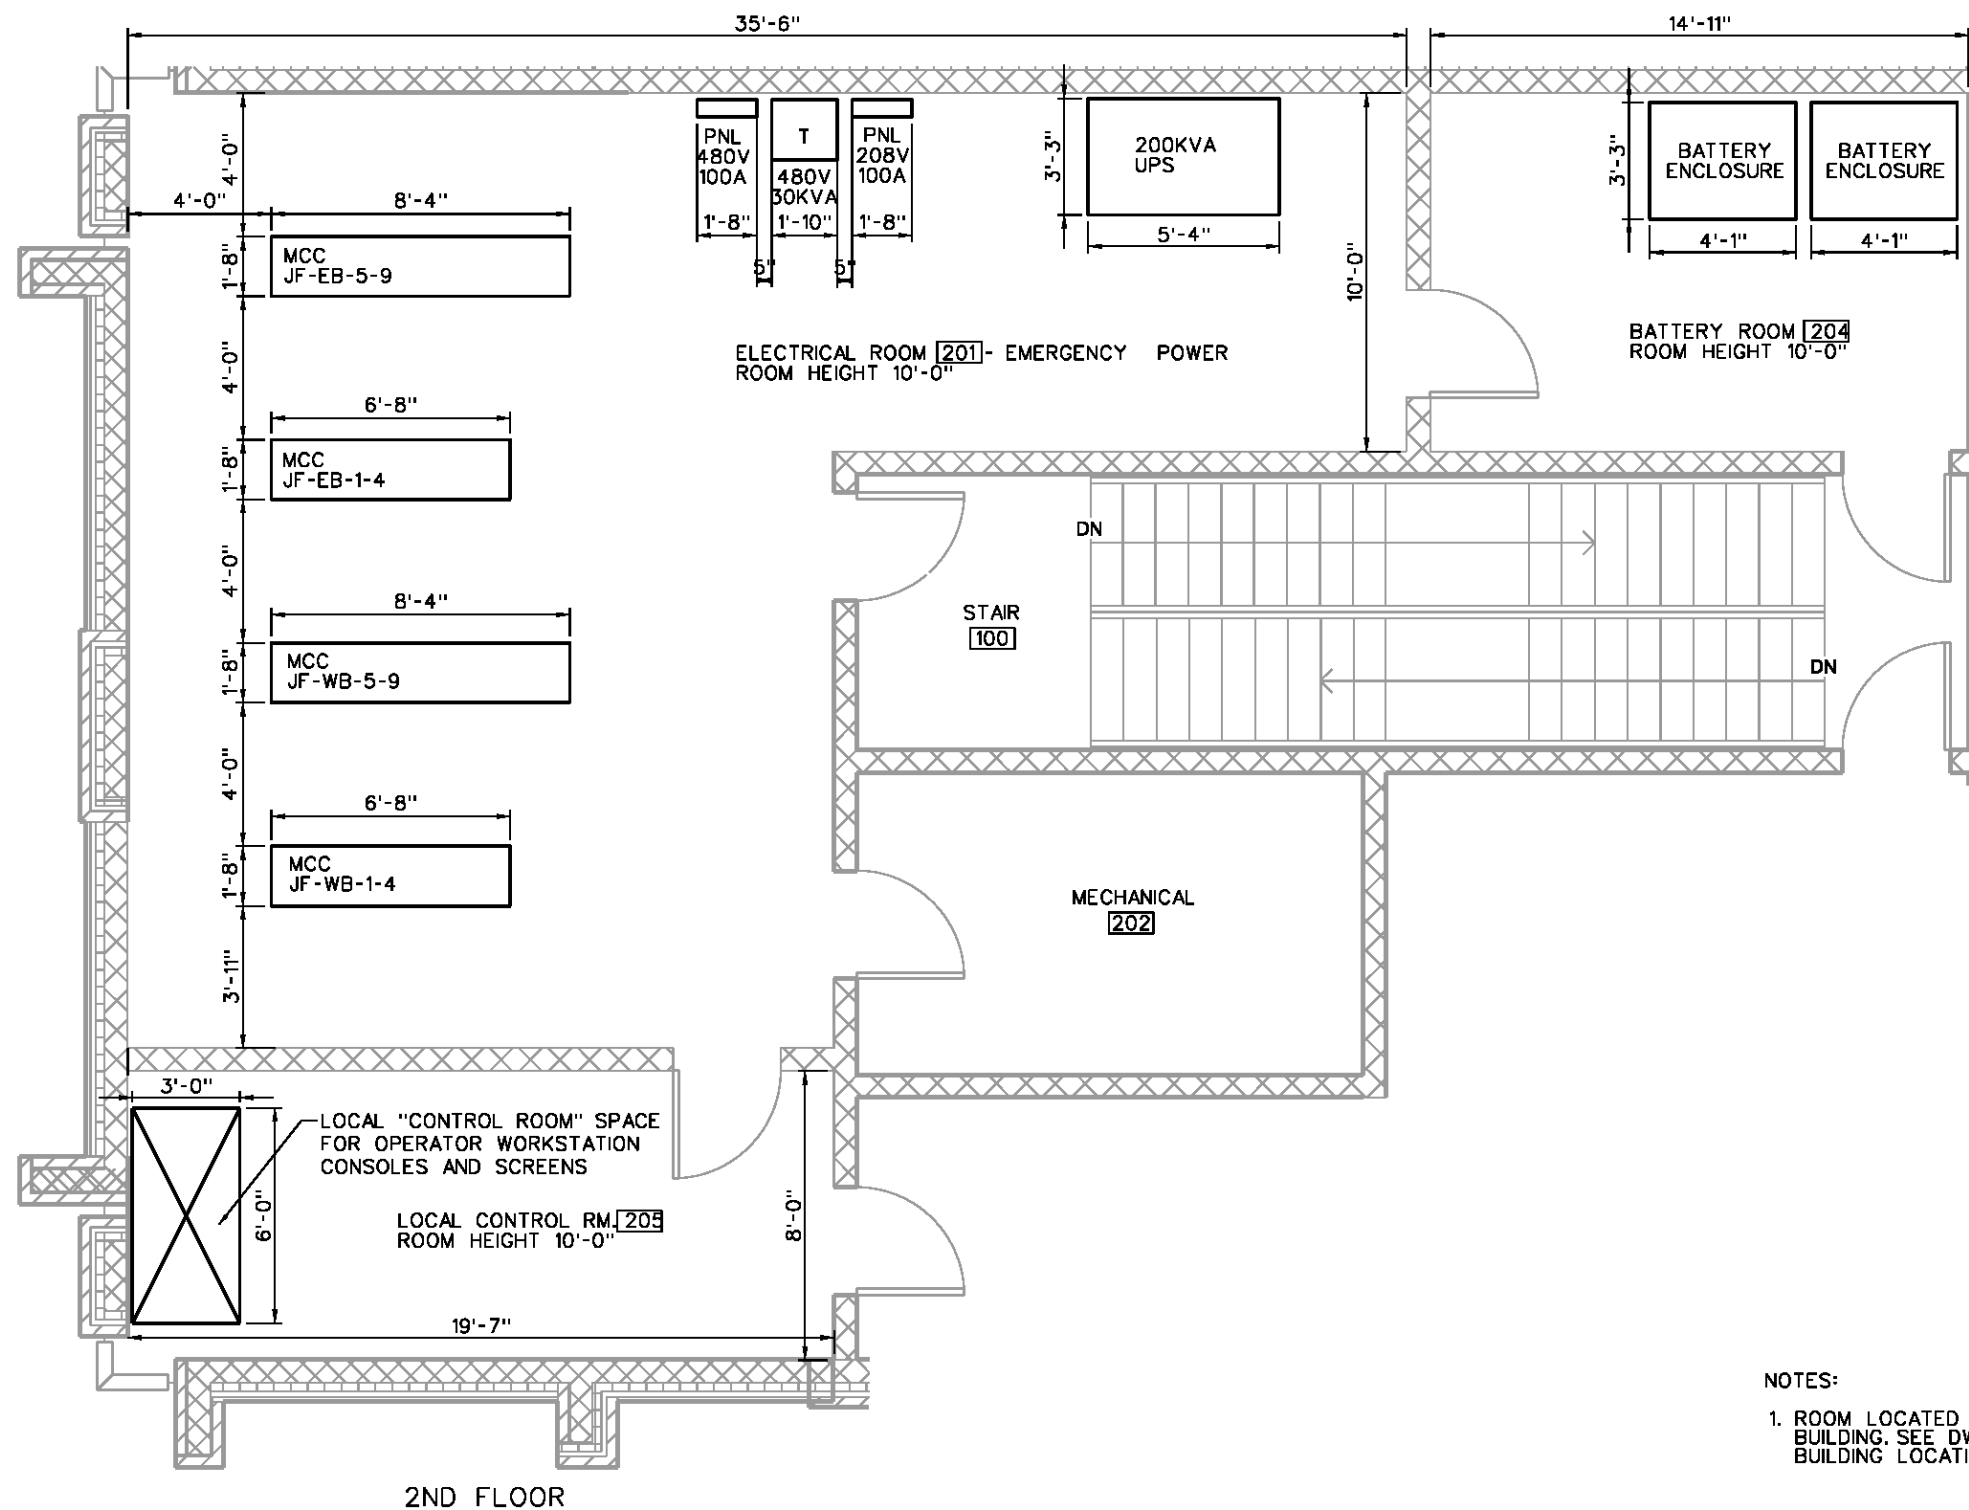 35'-6"
14'-11"
4'-0"
4'-0"
8'-4"
1'-8"
MCC
JF-EB-5-9
PNL
480V
100A
1'-8"
T
480V
30KVA
1'-10"
PNL
208V
100A
1'-8"
5"
5"
3'-3"
200KVA
UPS
5'-4"
10'-0"
3'-3"
BATTERY
ENCLOSURE
4'-1"
BATTERY
ENCLOSURE
4'-1"
ELECTRICAL ROOM 201 - EMERGENCY POWER
ROOM HEIGHT 10'-0"
BATTERY ROOM 204
ROOM HEIGHT 10'-0"
4'-0"
6'-8"
1'-8"
MCC
JF-EB-1-4
4'-0"
8'-4"
1'-8"
MCC
JF-WB-5-9
DN
STAIR
100
DN
4'-0"
6'-8"
1'-8"
MCC
JF-WB-1-4
3'-11"
MECHANICAL
202
3'-0"
6'-0"
LOCAL "CONTROL ROOM" SPACE
FOR OPERATOR WORKSTATION
CONSOLES AND SCREENS
LOCAL CONTROL RM. 205
ROOM HEIGHT 10'-0"
8'-0"
19'-7"
2ND FLOOR
NOTES:
1. ROOM LOCATED
BUILDING. SEE DW
BUILDING LOCATI